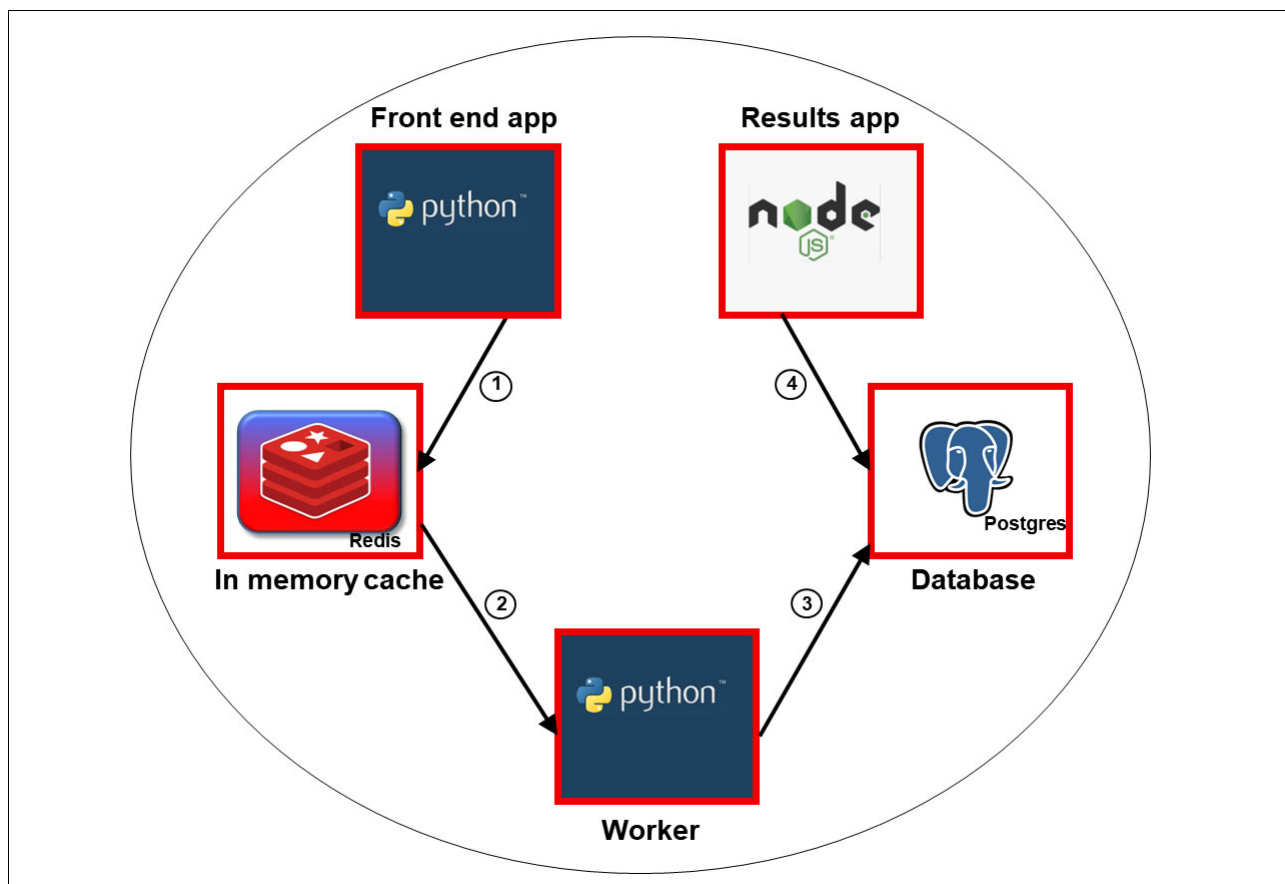 Front end app
Results app
python™
node
JS®
1
4
Redis
Postgres
In memory cache
Database
2
3
python™
Worker